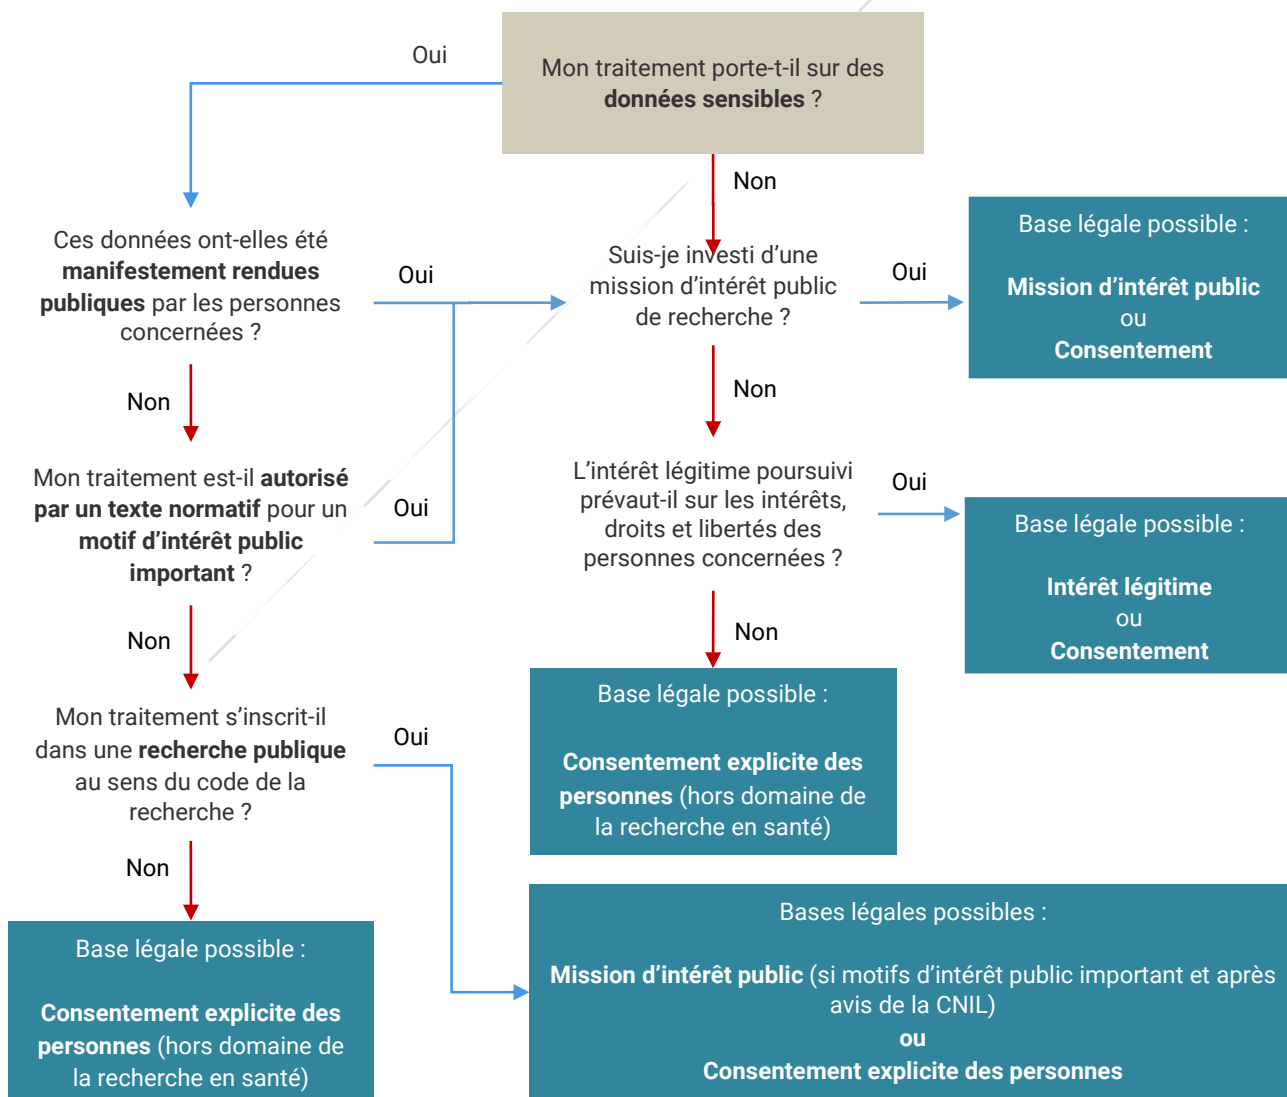 Oui
Mon traitement porte-t-il sur des
données sensibles ?
Non
Ces données ont-elles été
manifestement rendues
publiques par les personnes
concernées ?
Oui
Suis-je investi d’une
mission d’intérêt public
de recherche ?
Oui
Base légale possible :
Mission d’intérêt public
ou
Consentement
Non
Non
Mon traitement est-il autorisé
par un texte normatif pour un
motif d’intérêt public
important ?
Oui
L’intérêt légitime poursuivi
prévaut-il sur les intérêts,
droits et libertés des
personnes concernées ?
Oui
Base légale possible :
Intérêt légitime
ou
Consentement
Non
Non
Mon traitement s’inscrit-il
dans une recherche publique
au sens du code de la
recherche ?
Oui
Base légale possible :
Consentement explicite des
personnes (hors domaine de
la recherche en santé)
Non
Base légale possible :
Consentement explicite des
personnes (hors domaine de
la recherche en santé)
Bases légales possibles :
Mission d’intérêt public (si motifs d’intérêt public important et après
avis de la CNIL)
ou
Consentement explicite des personnes